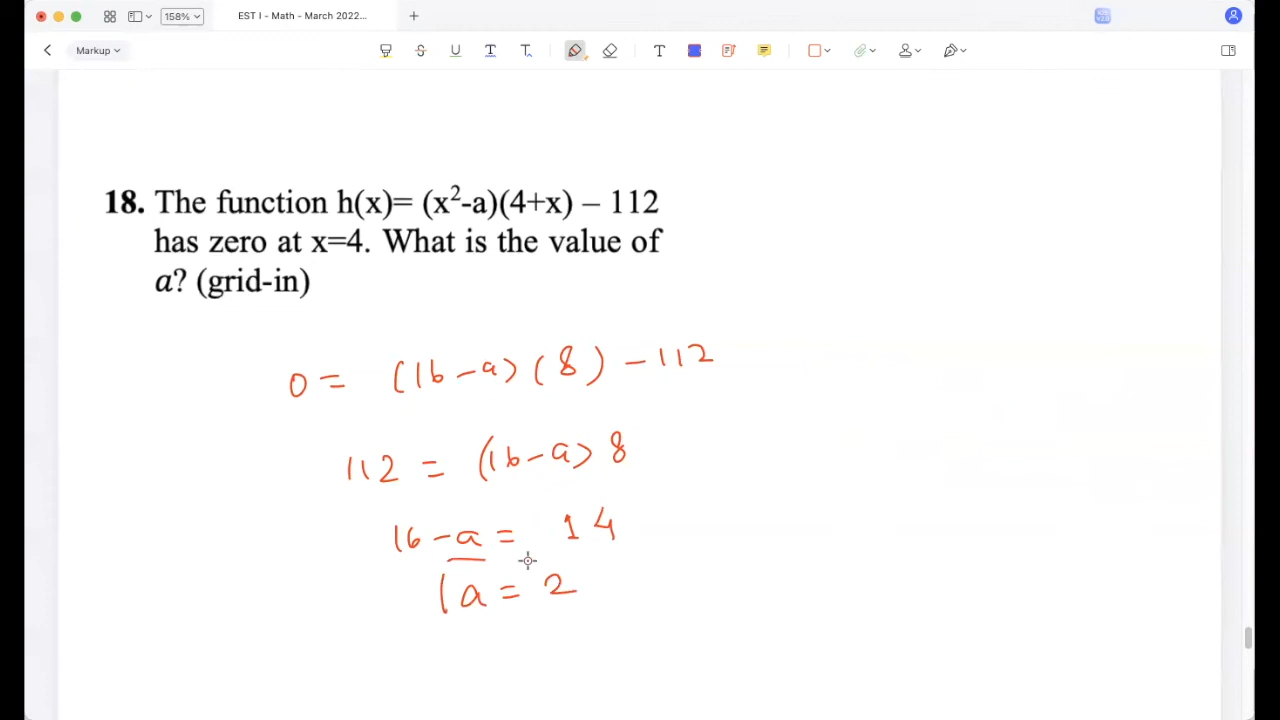 158%
EST I - Math - March 2022...
Markup
18. The function h(x)= (x²-a)(4+x) – 112
has zero at x=4. What is the value of
a? (grid-in)
0 = (16 - a) (8) - 112
112 = (16 - a) 8
16 - a = 14
a = 2